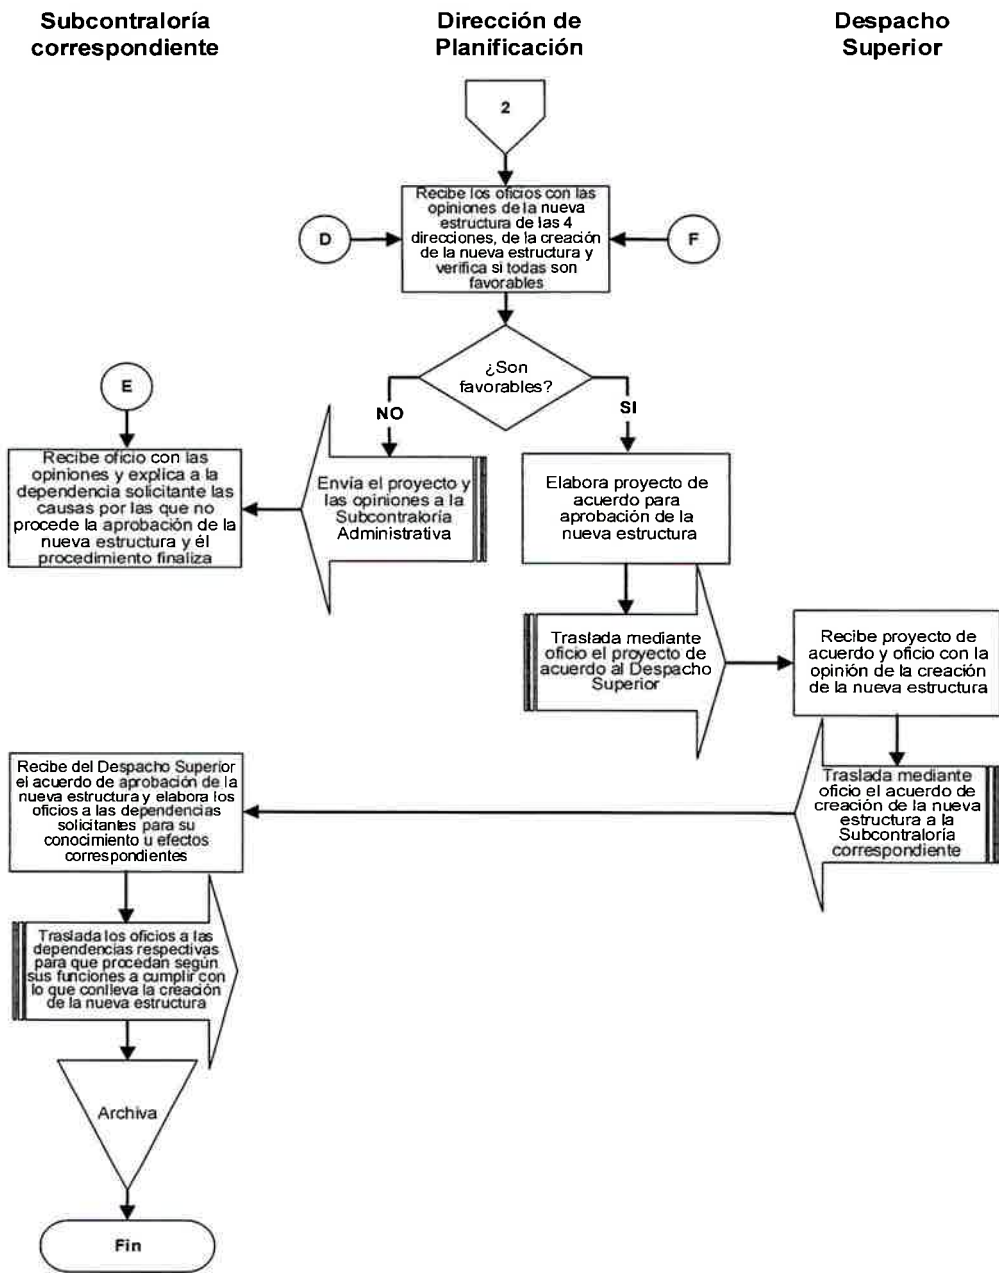 Subcontraloría
correspondiente
Dirección de
Planificación
Despacho
Superior
2
Recibe los oficios con las
opiniones de la nueva
estructura de las 4
direcciones, de la creación
de la nueva estructura y
verifica si todas son
favorables
D
F
¿Son
favorables?
NO
SI
E
Recibe oficio con las
opiniones y explica a la
dependencia solicitante las
causas por las que no
procede la aprobación de la
nueva estructura y él
procedimiento finaliza
Envía el proyecto y
las opiniones a la
Subcontraloría
Administrativa
Elabora proyecto de
acuerdo para
aprobación de la
nueva estructura
Traslada mediante
oficio el proyecto de
acuerdo al Despacho
Superior
Recibe proyecto de
acuerdo y oficio con la
opinión de la creación
de la nueva estructura
Recibe del Despacho Superior
el acuerdo de aprobación de la
nueva estructura y elabora los
oficios a las dependencias
solicitantes para su
conocimiento u efectos
correspondientes
Traslada mediante
oficio el acuerdo de
creación de la nueva
estructura a la
Subcontraloría
correspondiente
Traslada los oficios a las
dependencias respectivas
para que procedan según
sus funciones a cumplir con
lo que conlleva la creación
de la nueva estructura
Archiva
Fin